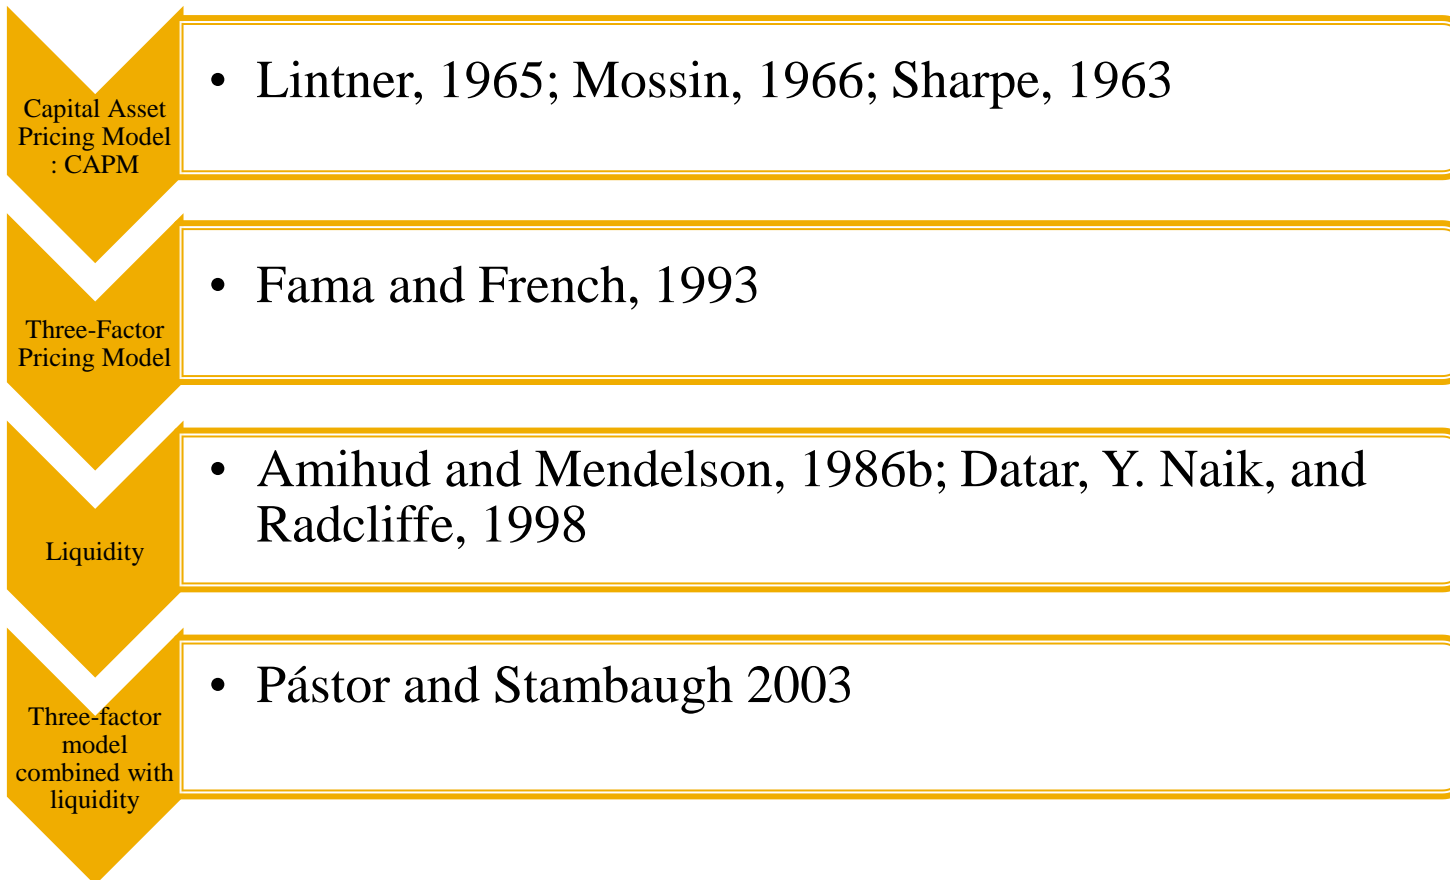 Capital Asset
Pricing Model
: CAPM
• Lintner, 1965; Mossin, 1966; Sharpe, 1963
Three-Factor
Pricing Model
• Fama and French, 1993
Liquidity
• Amihud and Mendelson, 1986b; Datar, Y. Naik, and
Radcliffe, 1998
Three-factor
model
combined with
liquidity
• Pástor and Stambaugh 2003